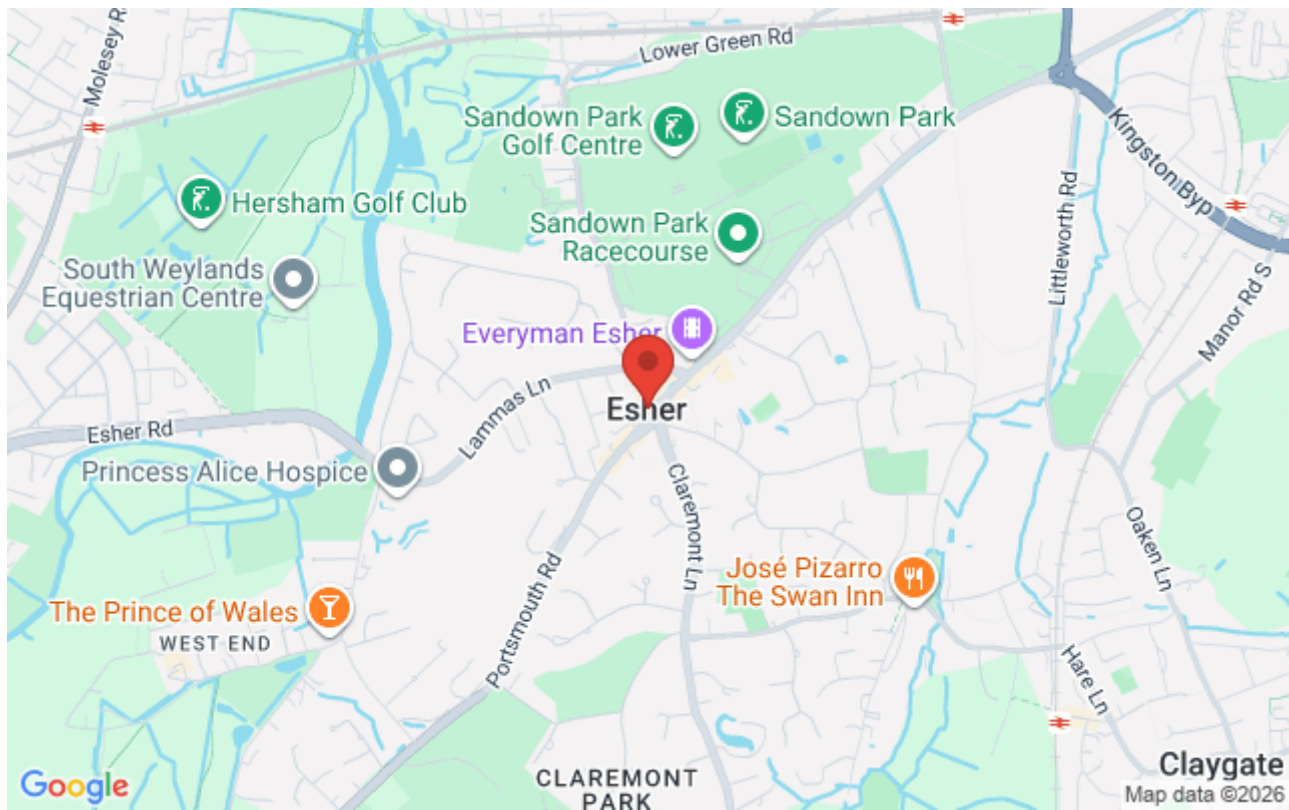 Molesey R
Lower Green Rd
Sandown Park
Golf Centre
Sandown Park
Kingston Byp
Hersham Golf Club
Sandown Park
Racecourse
Littleworth Rd
South Weylands
Equestrian Centre
Manor Rd S
Everyman Esher
Lammas Ln
Esher
Esher Rd
Princess Alice Hospice
Claremont Ln
Oaken Ln
José Pizarro
The Swan Inn
Portsmouth Rd
The Prince of Wales
WEST END
Hare Ln
Claygate
CLAREMONT
PARK
Google
Map data ©2026